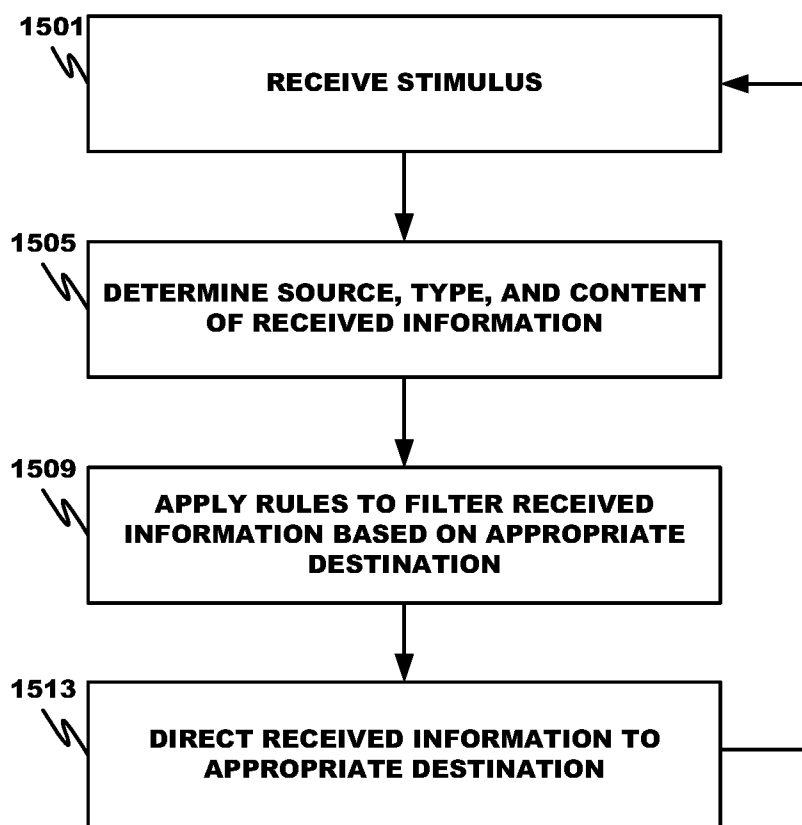 1501
RECEIVE STIMULUS
1505
DETERMINE SOURCE, TYPE, AND CONTENT
OF RECEIVED INFORMATION
1509
APPLY RULES TO FILTER RECEIVED
INFORMATION BASED ON APPROPRIATE
DESTINATION
1513
DIRECT RECEIVED INFORMATION TO
APPROPRIATE DESTINATION